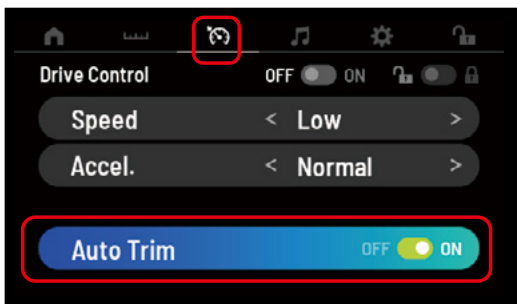 Drive Control OFF ON
Speed < Low >
Accel. < Normal >
Auto Trim OFF ON